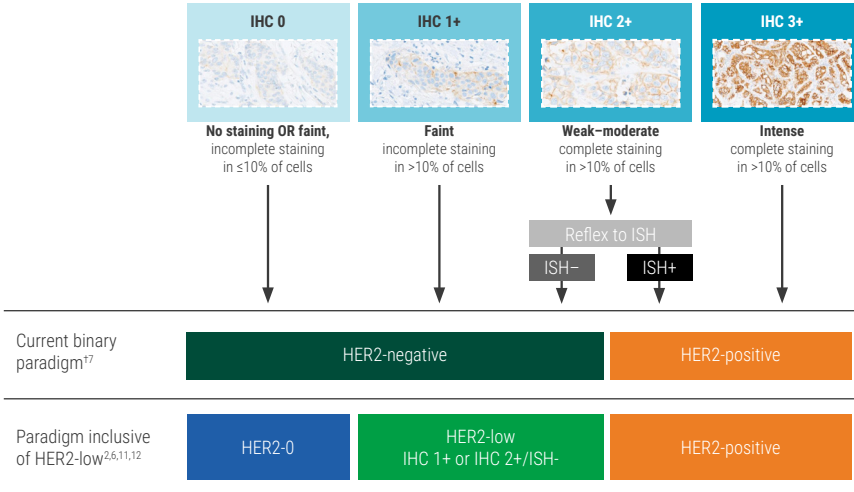 IHC 0
IHC 1+
IHC 2+
IHC 3+
No staining OR faint,
incomplete staining
in ≤10% of cells
Faint
incomplete staining
in >10% of cells
Weak–moderate
complete staining
in >10% of cells
Intense
complete staining
in >10% of cells
Reflex to ISH
ISH–
ISH+
Current binary
paradigm†7
HER2-negative
HER2-positive
Paradigm inclusive
of HER2-low2,6,11,12
HER2-0
HER2-low
IHC 1+ or IHC 2+/ISH-
HER2-positive